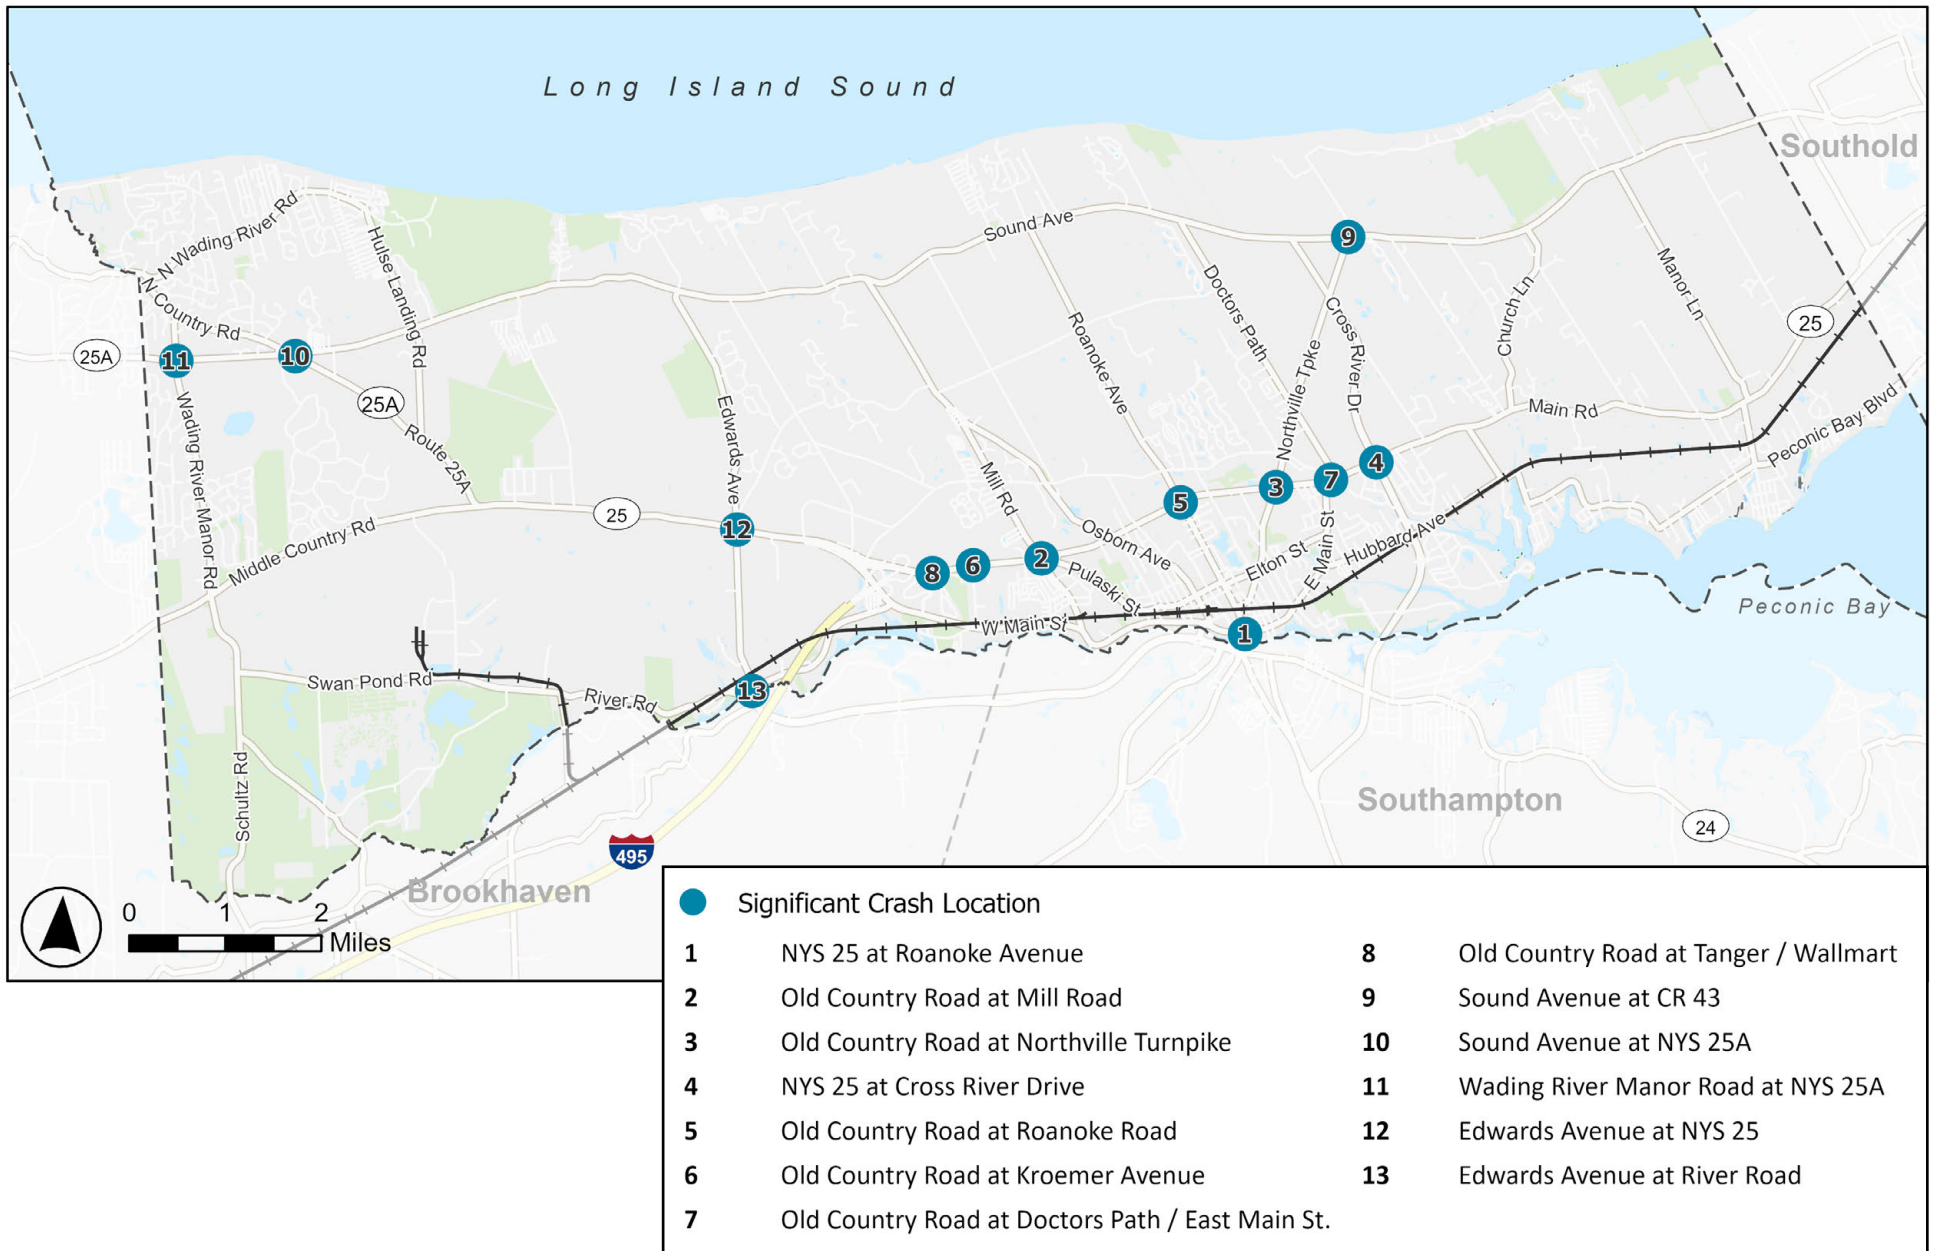 Long Island Sound
Southold
N Wading River Rd
Hulse Landing Rd
N Country Rd
Sound Ave
9
Doctors Path
Cross River Dr
Church Ln
Manor Ln
25
25A
11
10
25A
Roanoke Ave
Northville Tpke
Main Rd
Peconic Bay Blvd
Wading River Manor Rd
Route 25A
Edwards Ave
Mill Rd
4
7
3
5
25
12
Middle Country Rd
Osborn Ave
Elton St
E Main St
Hubbard Ave
8
6
2
Pulaski St
W Main St
1
Peconic Bay
Swan Pond Rd
River Rd
13
Schultz Rd
Southampton
24
495
Brookhaven
0 1 2
Miles
Significant Crash Location
1 NYS 25 at Roanoke Avenue
2 Old Country Road at Mill Road
3 Old Country Road at Northville Turnpike
4 NYS 25 at Cross River Drive
5 Old Country Road at Roanoke Road
6 Old Country Road at Kroemer Avenue
7 Old Country Road at Doctors Path / East Main St.
8 Old Country Road at Tanger / Wallmart
9 Sound Avenue at CR 43
10 Sound Avenue at NYS 25A
11 Wading River Manor Road at NYS 25A
12 Edwards Avenue at NYS 25
13 Edwards Avenue at River Road